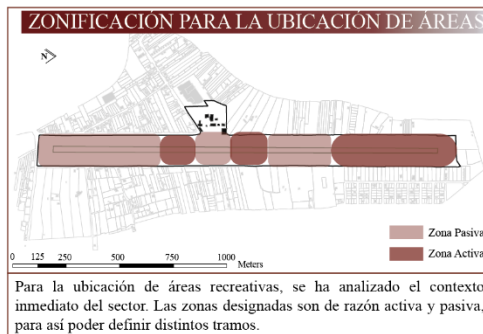 ZONIFICACIÓN PARA LA UBICACIÓN DE ÁREAS
N
Zona Pasiva
Zona Activa
0 125 250 500 750 1000
Meters
Para la ubicación de áreas recreativas, se ha analizado el contexto
inmediato del sector. Las zonas designadas son de razón activa y pasiva,
para así poder definir distintos tramos.